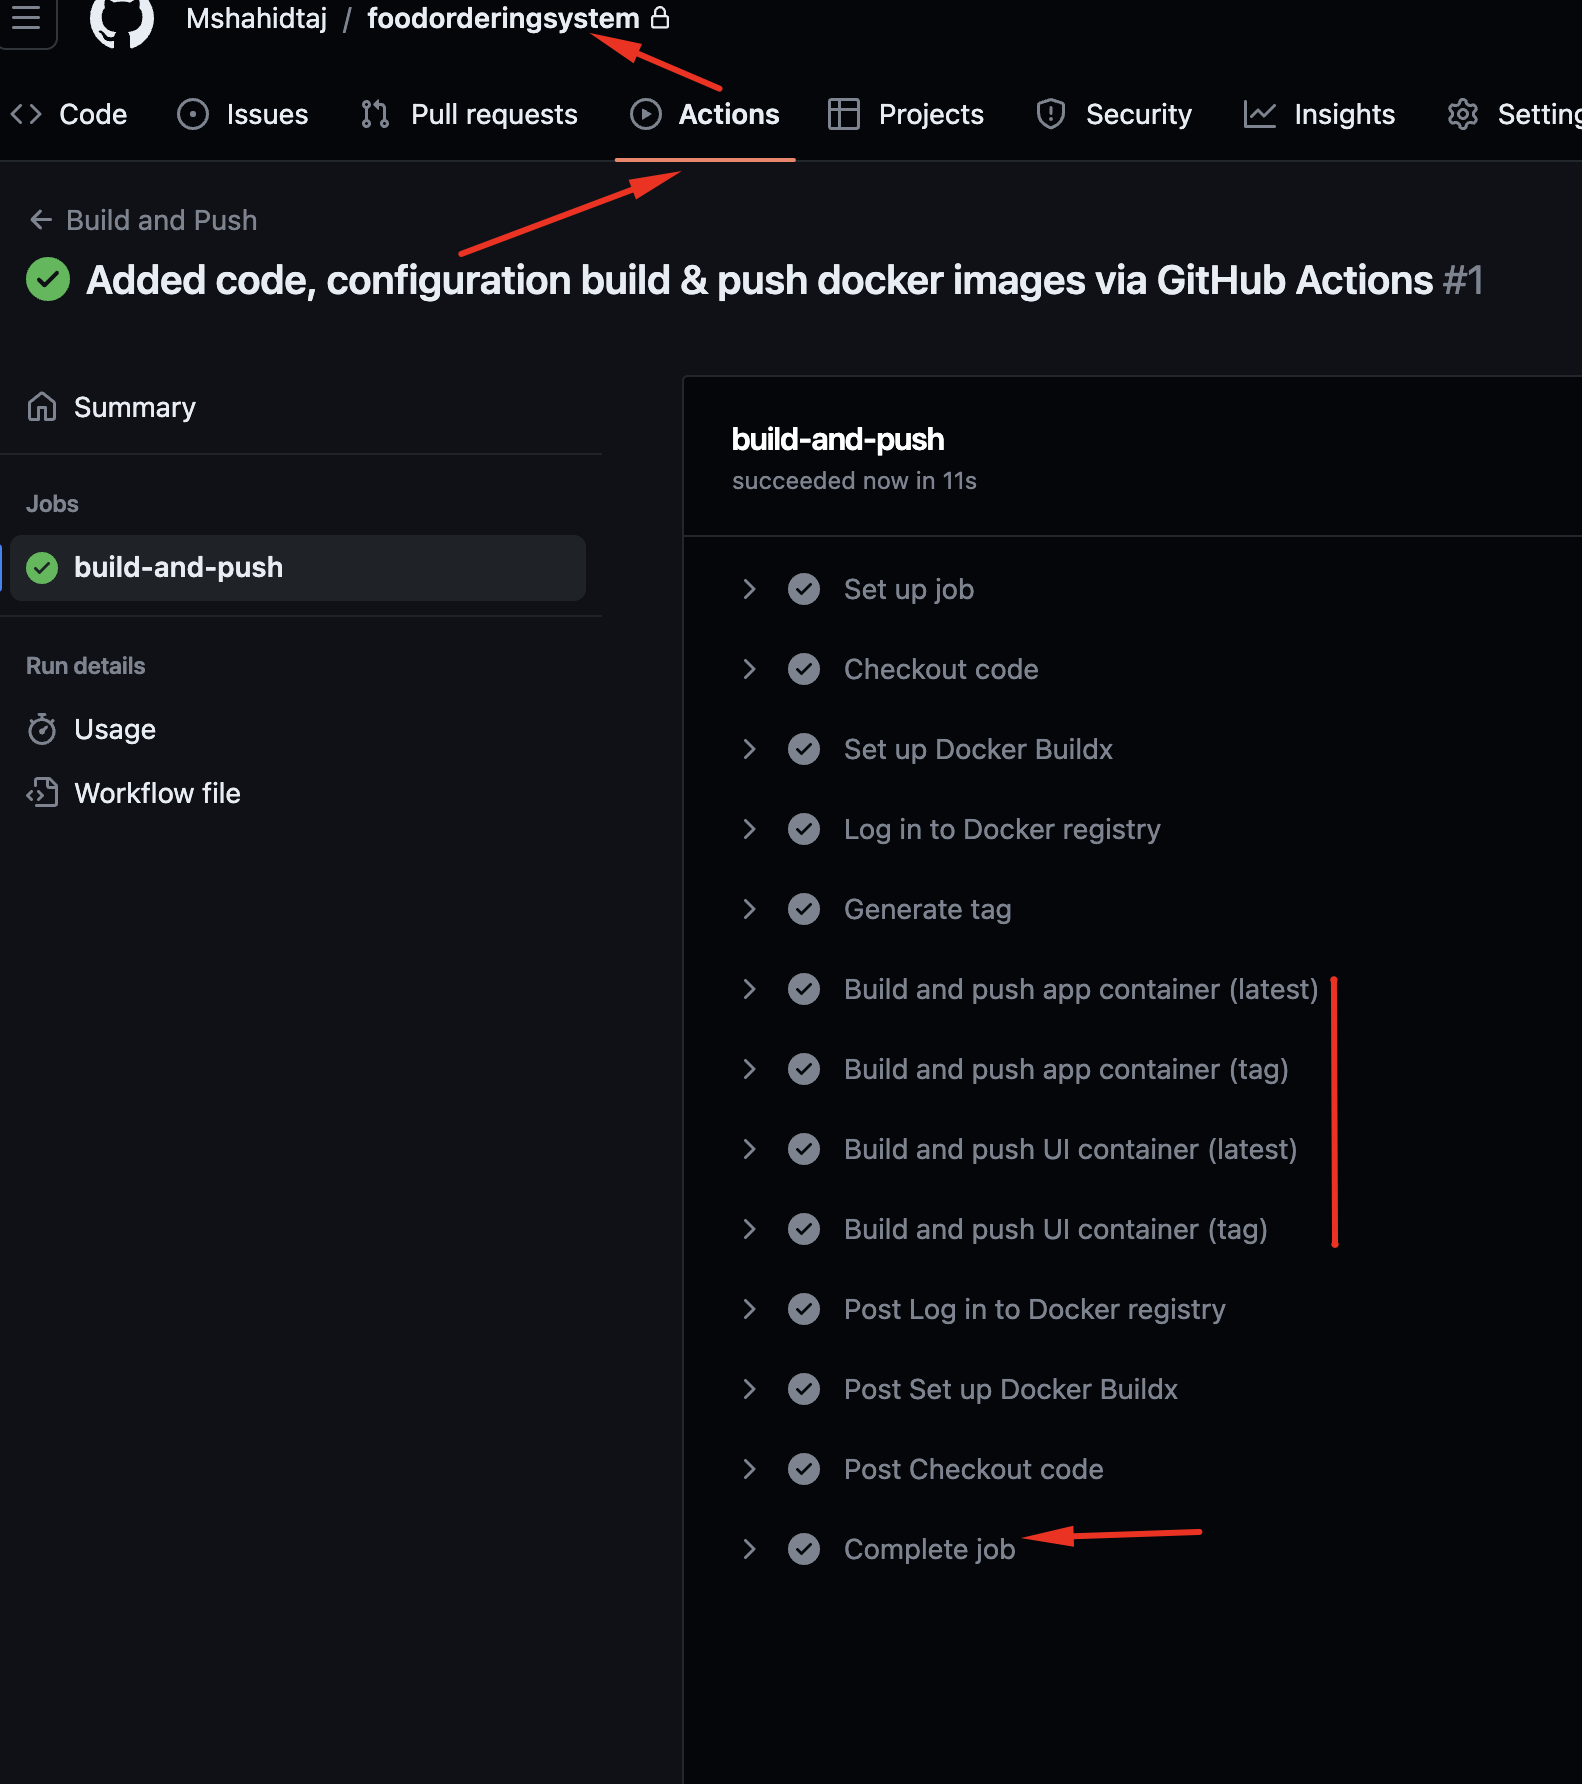 Mshahidtaj / foodorderingsystem
Code Issues Pull requests Actions Projects Security Insights Setting
Build and Push
Added code, configuration build & push docker images via GitHub Actions #1
Summary
Jobs
build-and-push
Run details
Usage
Workflow file
build-and-push
succeeded now in 11s
Set up job
Checkout code
Set up Docker Buildx
Log in to Docker registry
Generate tag
Build and push app container (latest)
Build and push app container (tag)
Build and push UI container (latest)
Build and push UI container (tag)
Post Log in to Docker registry
Post Set up Docker Buildx
Post Checkout code
Complete job